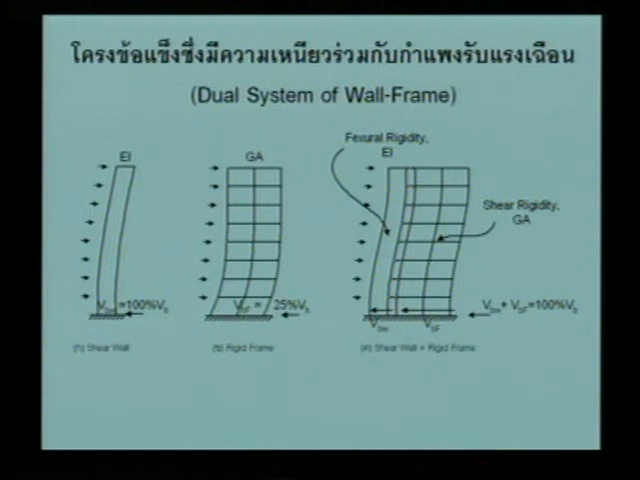 โครงข้อแข็งซึ่งมีความเหนียวร่วมกับกำแพงรับแรงเฉือน
(Dual System of Wall-Frame)
EI
GA
Fexural Rigidity,
EI
Shear Rigidity,
GA
=100%V
25%V
=100%V
Shear Wall
Rigid Frame
Shear Wall + Rigid Frame